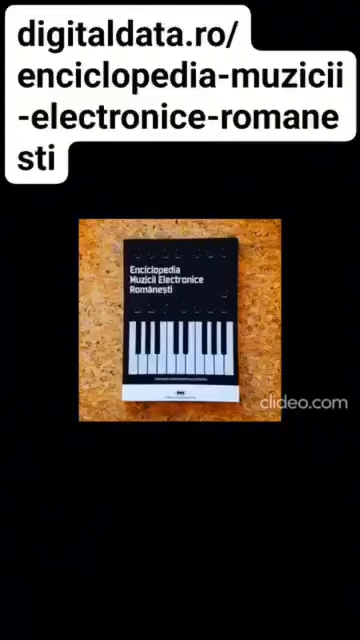 digitaldata.ro/
enciclopedia-muzicii
-electronice-romane
sti
Enciclopedia
Muzicii Electronice
Românești
clideo.com